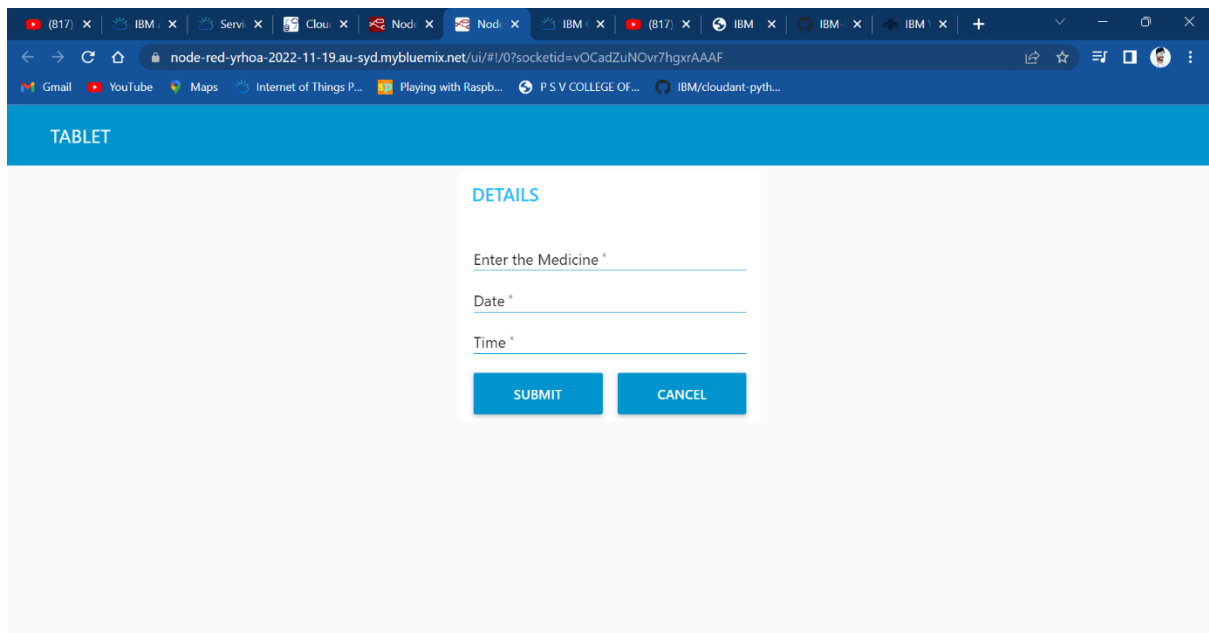 (817) IBM Servi Clou Node Node IBM (817) IBM IBM- IBM
node-red-yrhoa-2022-11-19.au-syd.mybluemix.net/ui/#!/0?socketid=vOCadZuNOvr7hgxrAAAF
Gmail YouTube Maps Internet of Things P... Playing with Raspb... P S V COLLEGE OF... IBM/cloudant-pyth...
TABLET
DETAILS
Enter the Medicine *
Date *
Time *
SUBMIT CANCEL